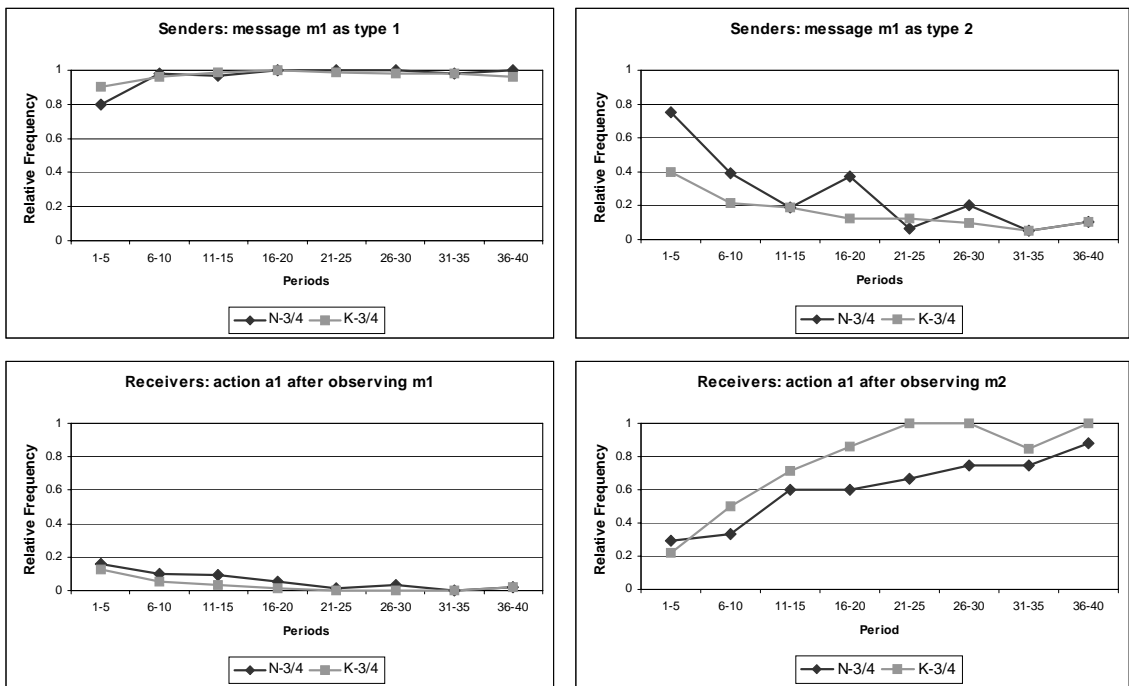 Senders: message m1 as type 1
Relative Frequency
1
0.8
0.6
0.4
0.2
0
1-5 6-10 11-15 16-20 21-25 26-30 31-35 36-40
Periods
N-3/4 K-3/4
Senders: message m1 as type 2
Relative Frequency
1
0.8
0.6
0.4
0.2
0
1-5 6-10 11-15 16-20 21-25 26-30 31-35 36-40
Periods
N-3/4 K-3/4
Receivers: action a1 after observing m1
Relative Frequency
1
0.8
0.6
0.4
0.2
0
1-5 6-10 11-15 16-20 21-25 26-30 31-35 36-40
Periods
N-3/4 K-3/4
Receivers: action a1 after observing m2
Relative Frequency
1
0.8
0.6
0.4
0.2
0
1-5 6-10 11-15 16-20 21-25 26-30 31-35 36-40
Period
N-3/4 K-3/4